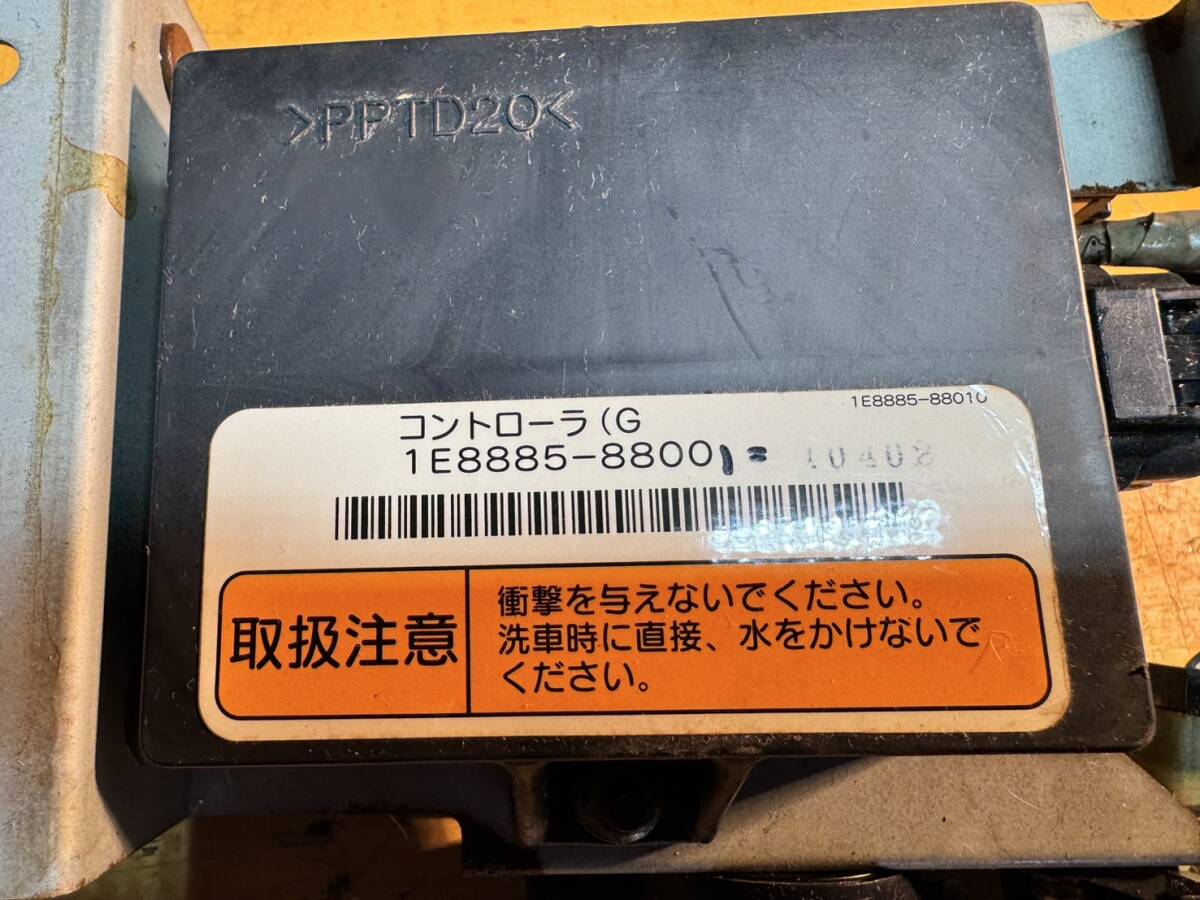 >PPTD20<
1E8885-88010
コントローラ(G
1E8885-8800
10402
取扱注意
衝撃を与えないでください。
洗車時に直接、水をかけないで
ください。